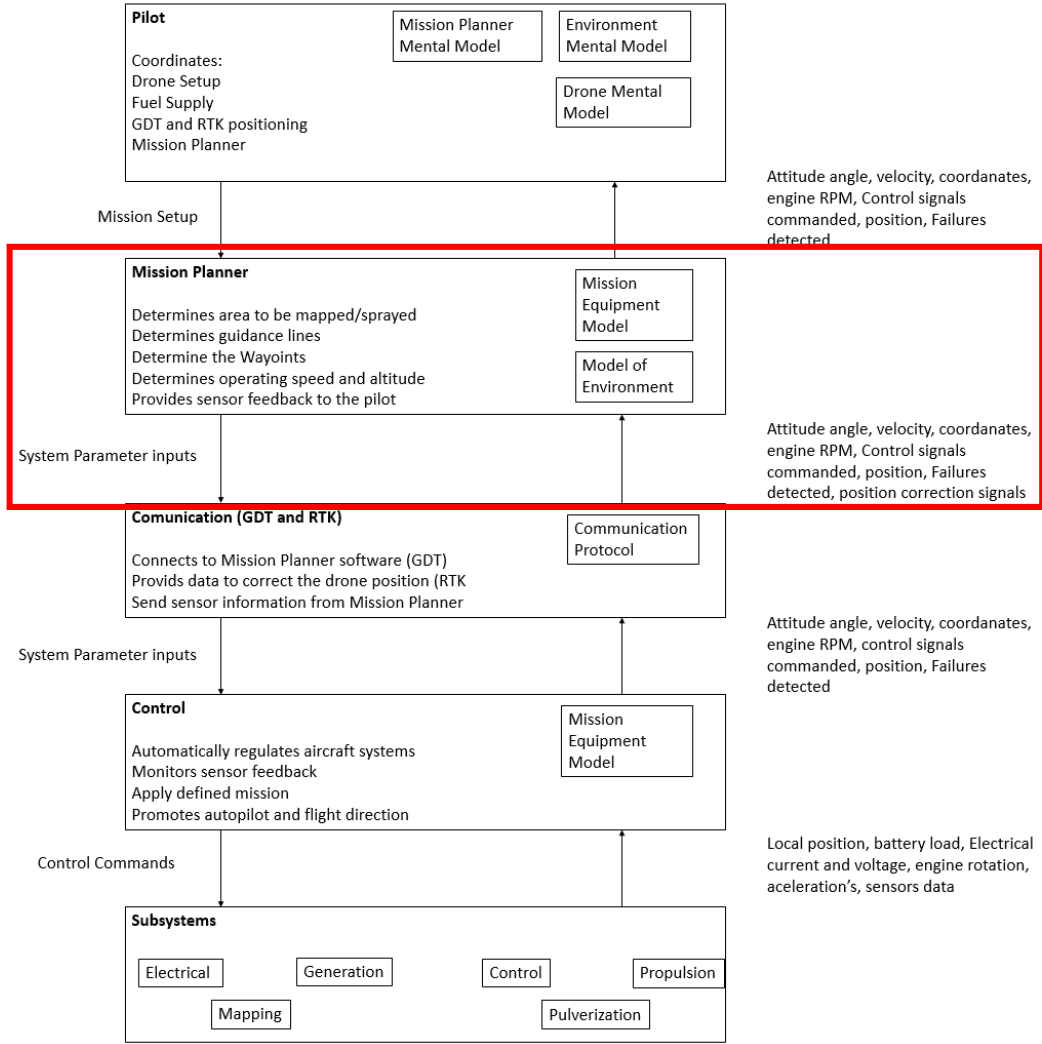 Pilot
Mission Planner
Mental Model
Environment
Mental Model
Coordinates:
Drone Setup
Fuel Supply
GDT and RTK positioning
Mission Planner
Drone Mental
Model
Mission Setup
Attitude angle, velocity, coordanates,
engine RPM, Control signals
commanded, position, Failures
detected
Mission Planner
Determines area to be mapped/sprayed
Determines guidance lines
Determine the Wayoints
Determines operating speed and altitude
Provides sensor feedback to the pilot
Mission
Equipment
Model
Model of
Environment
System Parameter inputs
Attitude angle, velocity, coordanates,
engine RPM, Control signals
commanded, position, Failures
detected, position correction signals
Comunication (GDT and RTK)
Connects to Mission Planner software (GDT)
Provids data to correct the drone position (RTK
Send sensor information from Mission Planner
Communication
Protocol
System Parameter inputs
Attitude angle, velocity, coordanates,
engine RPM, control signals
commanded, position, Failures
detected
Control
Automatically regulates aircraft systems
Monitors sensor feedback
Apply defined mission
Promotes autopilot and flight direction
Mission
Equipment
Model
Control Commands
Local position, battery load, Electrical
current and voltage, engine rotation,
aceleration's, sensors data
Subsystems
Electrical
Generation
Control
Propulsion
Mapping
Pulverization